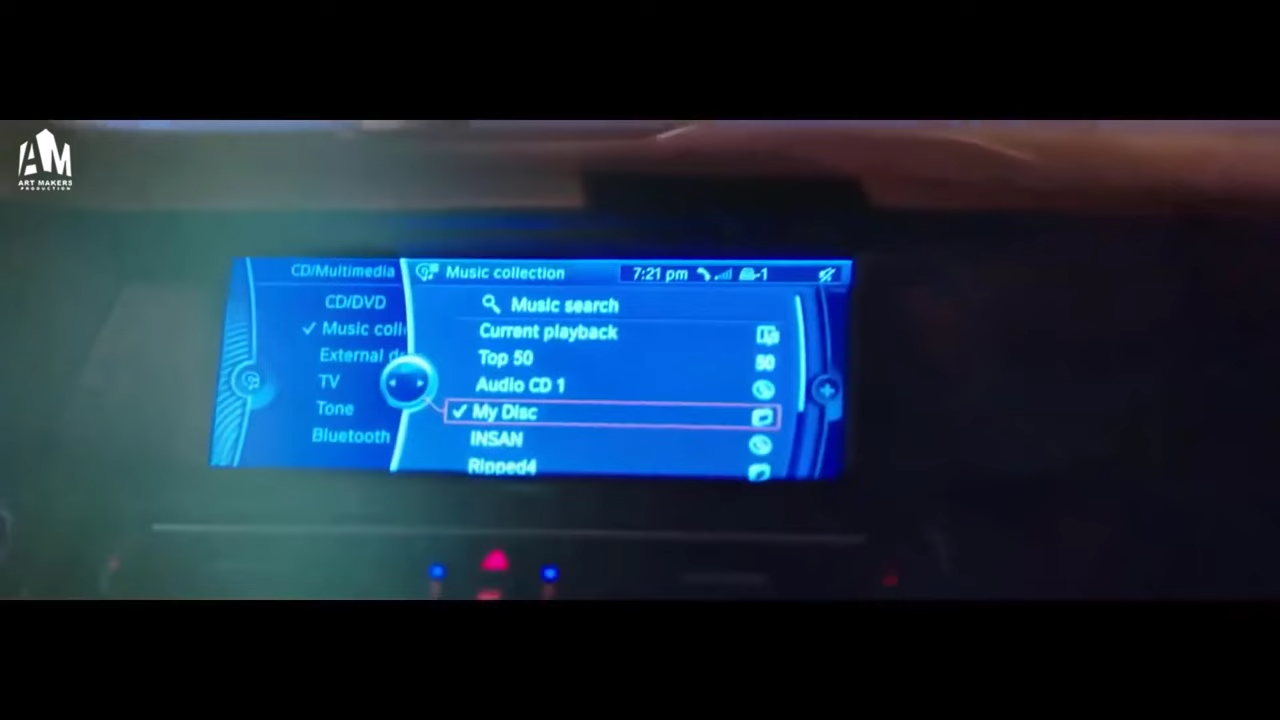 AM
ART MAKERS
PRODUCTION
CD/Multimedia
CD/DVD
Music coll
External d
TV
Tone
Bluetooth
Music collection
7:21 pm
1
Music search
Current playback
Top 50
50
Audio CD 1
My Disc
INSAN
Ripped4